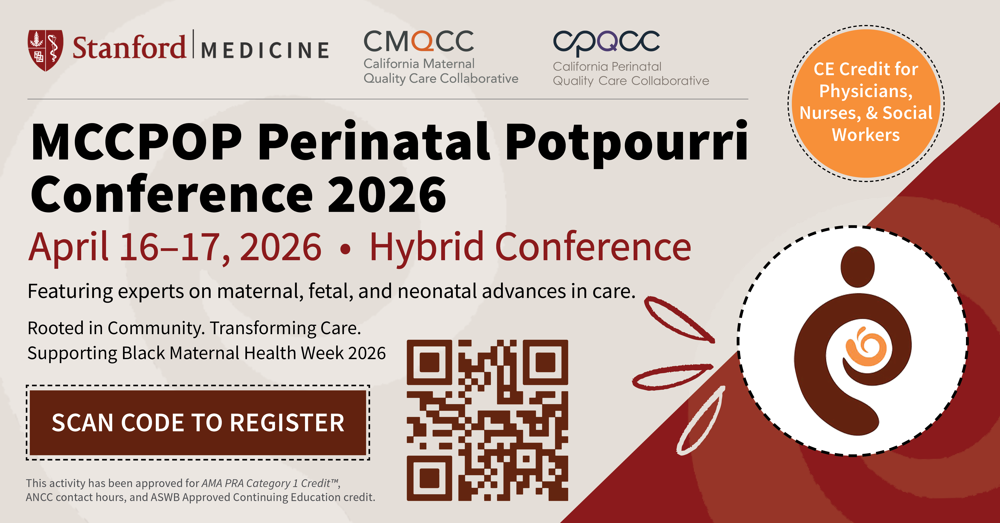 Stanford MEDICINE
CMQCC
California Maternal
Quality Care Collaborative
CPQCC
California Perinatal
Quality Care Collaborative
CE Credit for
Physicians,
Nurses, & Social
Workers
MCCPOP Perinatal Potpourri
Conference 2026
April 16–17, 2026 • Hybrid Conference
Featuring experts on maternal, fetal, and neonatal advances in care.
Rooted in Community. Transforming Care.
Supporting Black Maternal Health Week 2026
SCAN CODE TO REGISTER
This activity has been approved for AMA PRA Category 1 Credit™,
ANCC contact hours, and ASWB Approved Continuing Education credit.